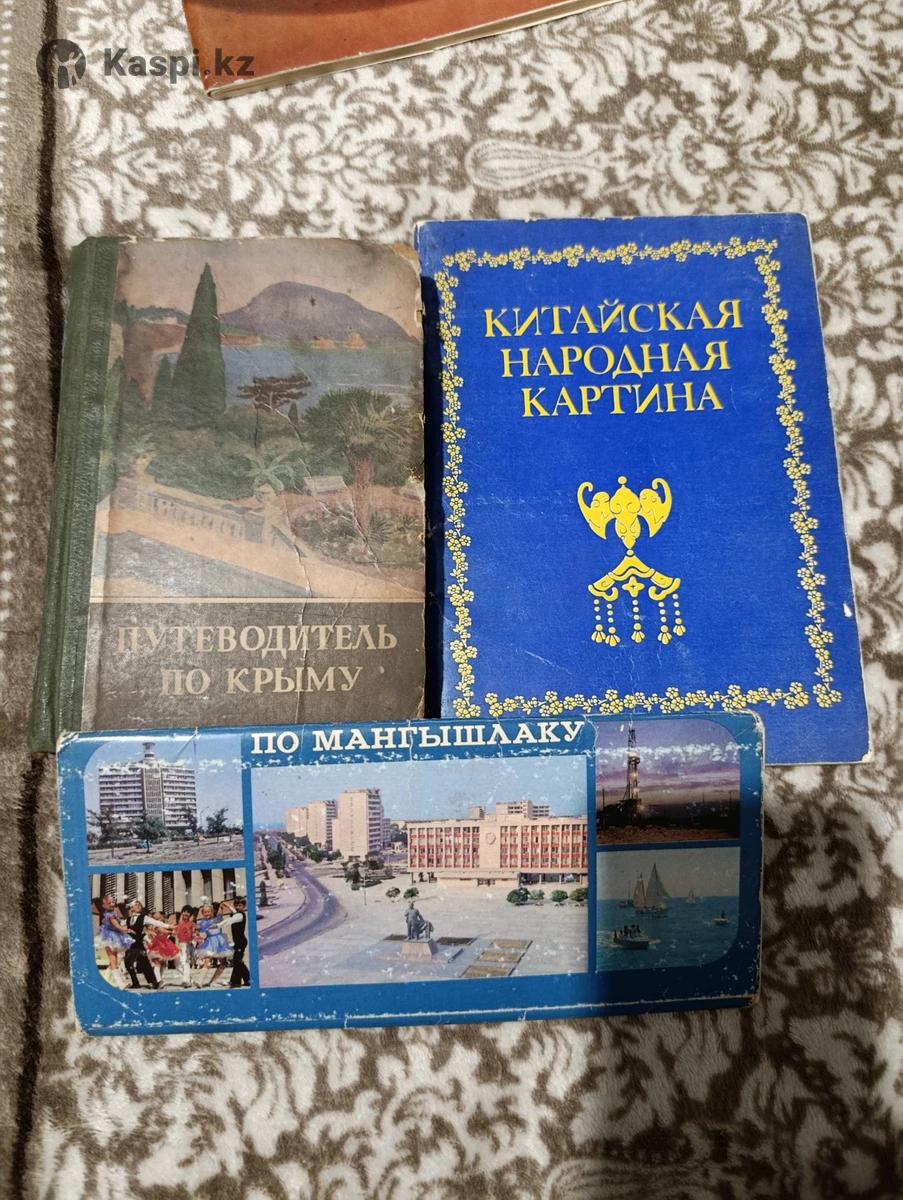 Kaspi.kz
КИТАЙСКАЯ
НАРОДНАЯ
КАРТИНА
ПУТЕВОДИТЕЛЬ
ПО КРЫМУ
ПО МАНГЫШЛАКУ